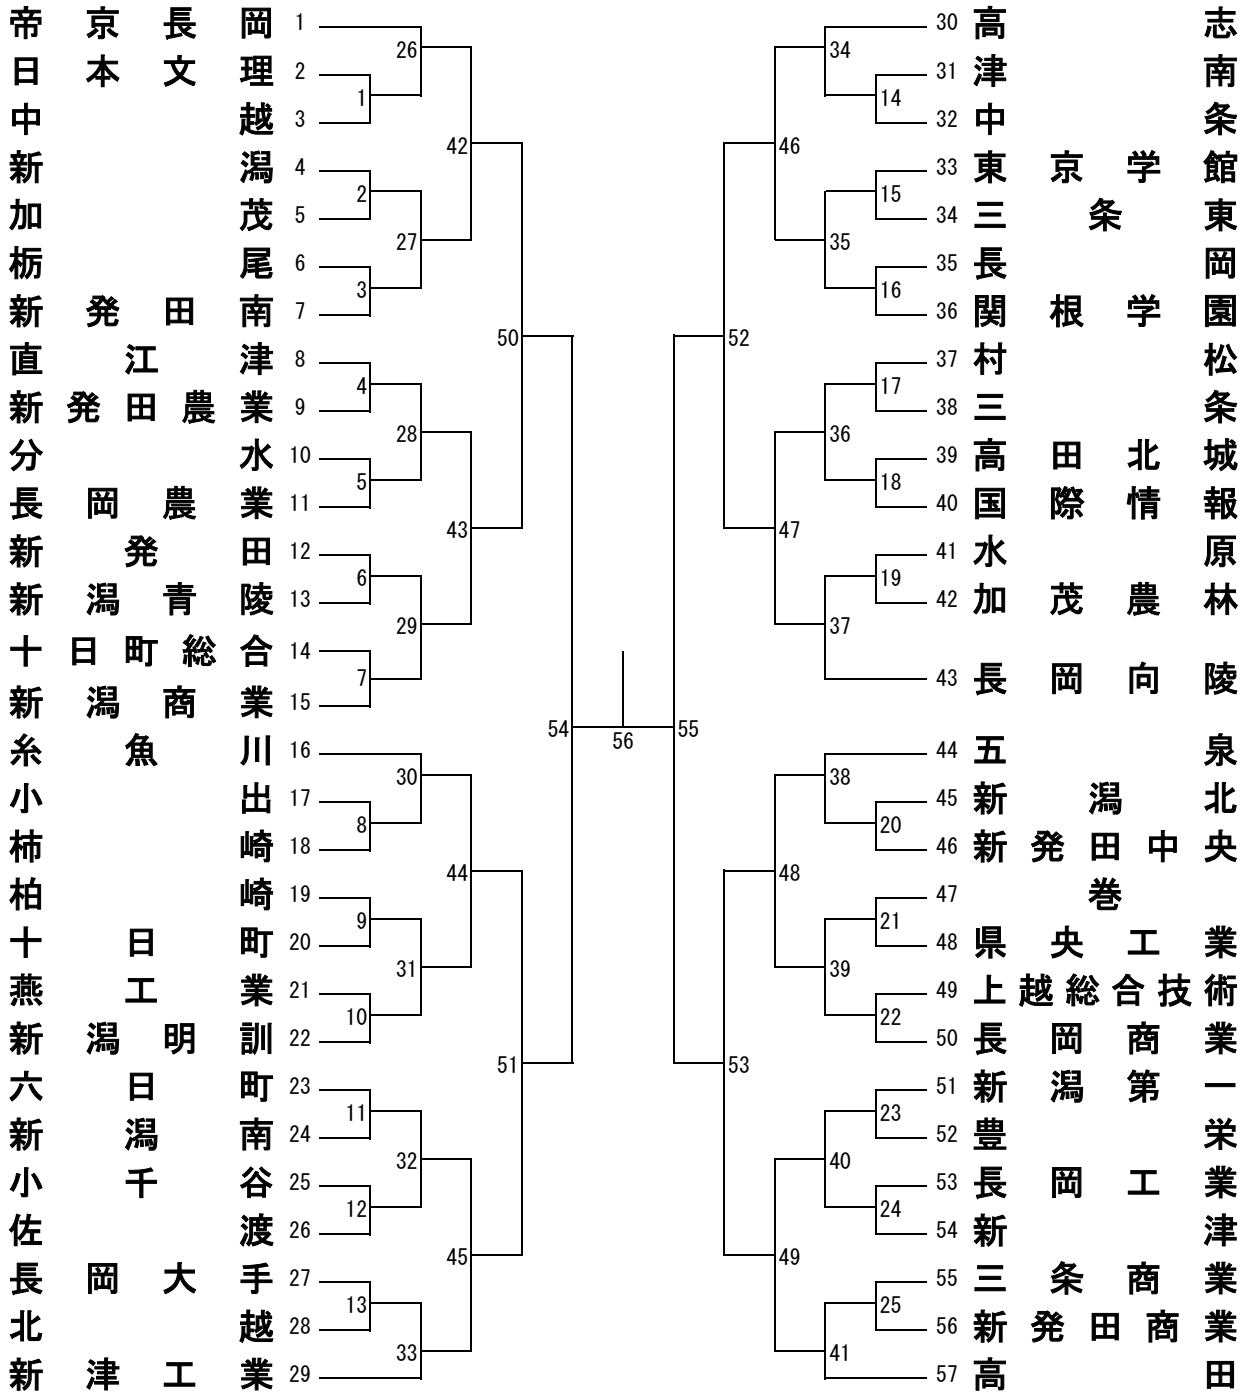 帝京長岡 1
日本文理 2
中越 3
新潟 4
加茂 5
栃尾 6
新発田南 7
直江津 8
新発田農業 9
分水 10
長岡農業 11
新発田 12
新潟青陵 13
十日町総合 14
新潟商業 15
糸魚川 16
小出 17
柿崎 18
柏崎 19
十日町 20
燕工業 21
新潟明訓 22
六日町 23
新潟南 24
小千谷 25
佐渡 26
長岡大手 27
北越 28
新津工業 29
26
1
2
27
3
42
4
28
5
6
29
7
43
50
30
8
9
31
10
44
11
32
12
13
33
45
51
54
56
55
52
53
46
34
14
15
35
16
47
36
17
18
19
37
48
38
20
21
39
22
49
40
23
24
25
41
30 高志
31 津南
32 中条
33 東京学館
34 三条東
35 長岡
36 関根学園
37 村松
38 三条
39 高田北城
40 国際情報
41 水原
42 加茂農林
43 長岡向陵
44 五泉
45 新潟北
46 新発田中央
47 巻
48 県央工業
49 上越総合技術
50 長岡商業
51 新潟第一
52 豊栄
53 長岡工業
54 新津
55 三条商業
56 新発田商業
57 高田